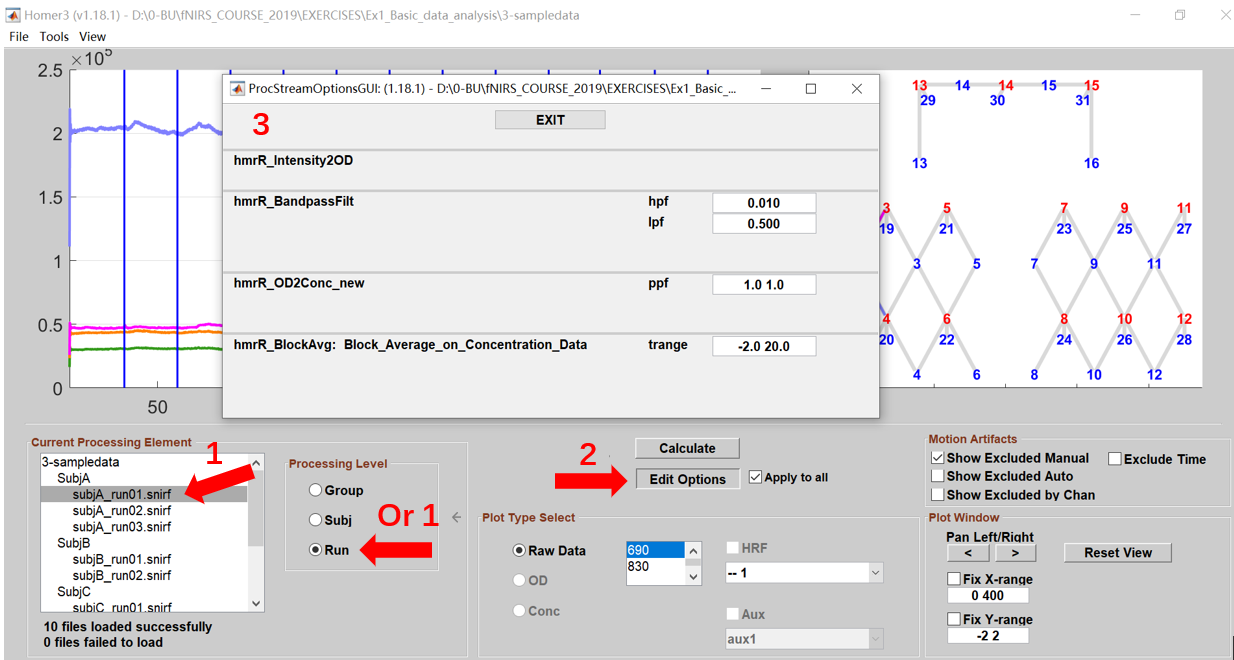 Homer3 (v1.18.1) - D:\0-BU\fNIRS_COURSE_2019\EXERCISES\Ex1_Basic_data_analysis\3-sampledata
File Tools View
×10^5
2.5
2
1.5
1
0.5
0
50
ProcStreamOptionsGUI: (1.18.1) - D:\0-BU\fNIRS_COURSE_2019\EXERCISES\Ex1_Basic_...
3
EXIT
hmrR_Intensity2OD
hmrR_BandpassFilt hpf 0.010
lpf 0.500
hmrR_OD2Conc_new ppf 1.0 1.0
hmrR_BlockAvg: Block_Average_on_Concentration_Data trange -2.0 20.0
13 14 14 15 15
29 30 31
13 16
3 5 7 9 11
19 21 23 25 27
3 5 7 9 11
4 6 8 10 12
20 22 24 26 28
4 6 8 10 12
Current Processing Element
3-sampledata
SubjA
subjA_run01.snirf
subjA_run02.snirf
subjA_run03.snirf
SubjB
subjB_run01.snirf
subjB_run02.snirf
SubjC
subjC_run01.snirf
10 files loaded successfully
0 files failed to load
1
Processing Level
Group
Subj
Run
Or 1
2
Calculate
Edit Options
Apply to all
Plot Type Select
Raw Data
OD
Conc
690
830
HRF
-- 1
Aux
aux1
Motion Artifacts
Show Excluded Manual
Exclude Time
Show Excluded Auto
Show Excluded by Chan
Plot Window
Pan Left/Right
< >
Reset View
Fix X-range
0 400
Fix Y-range
-2 2